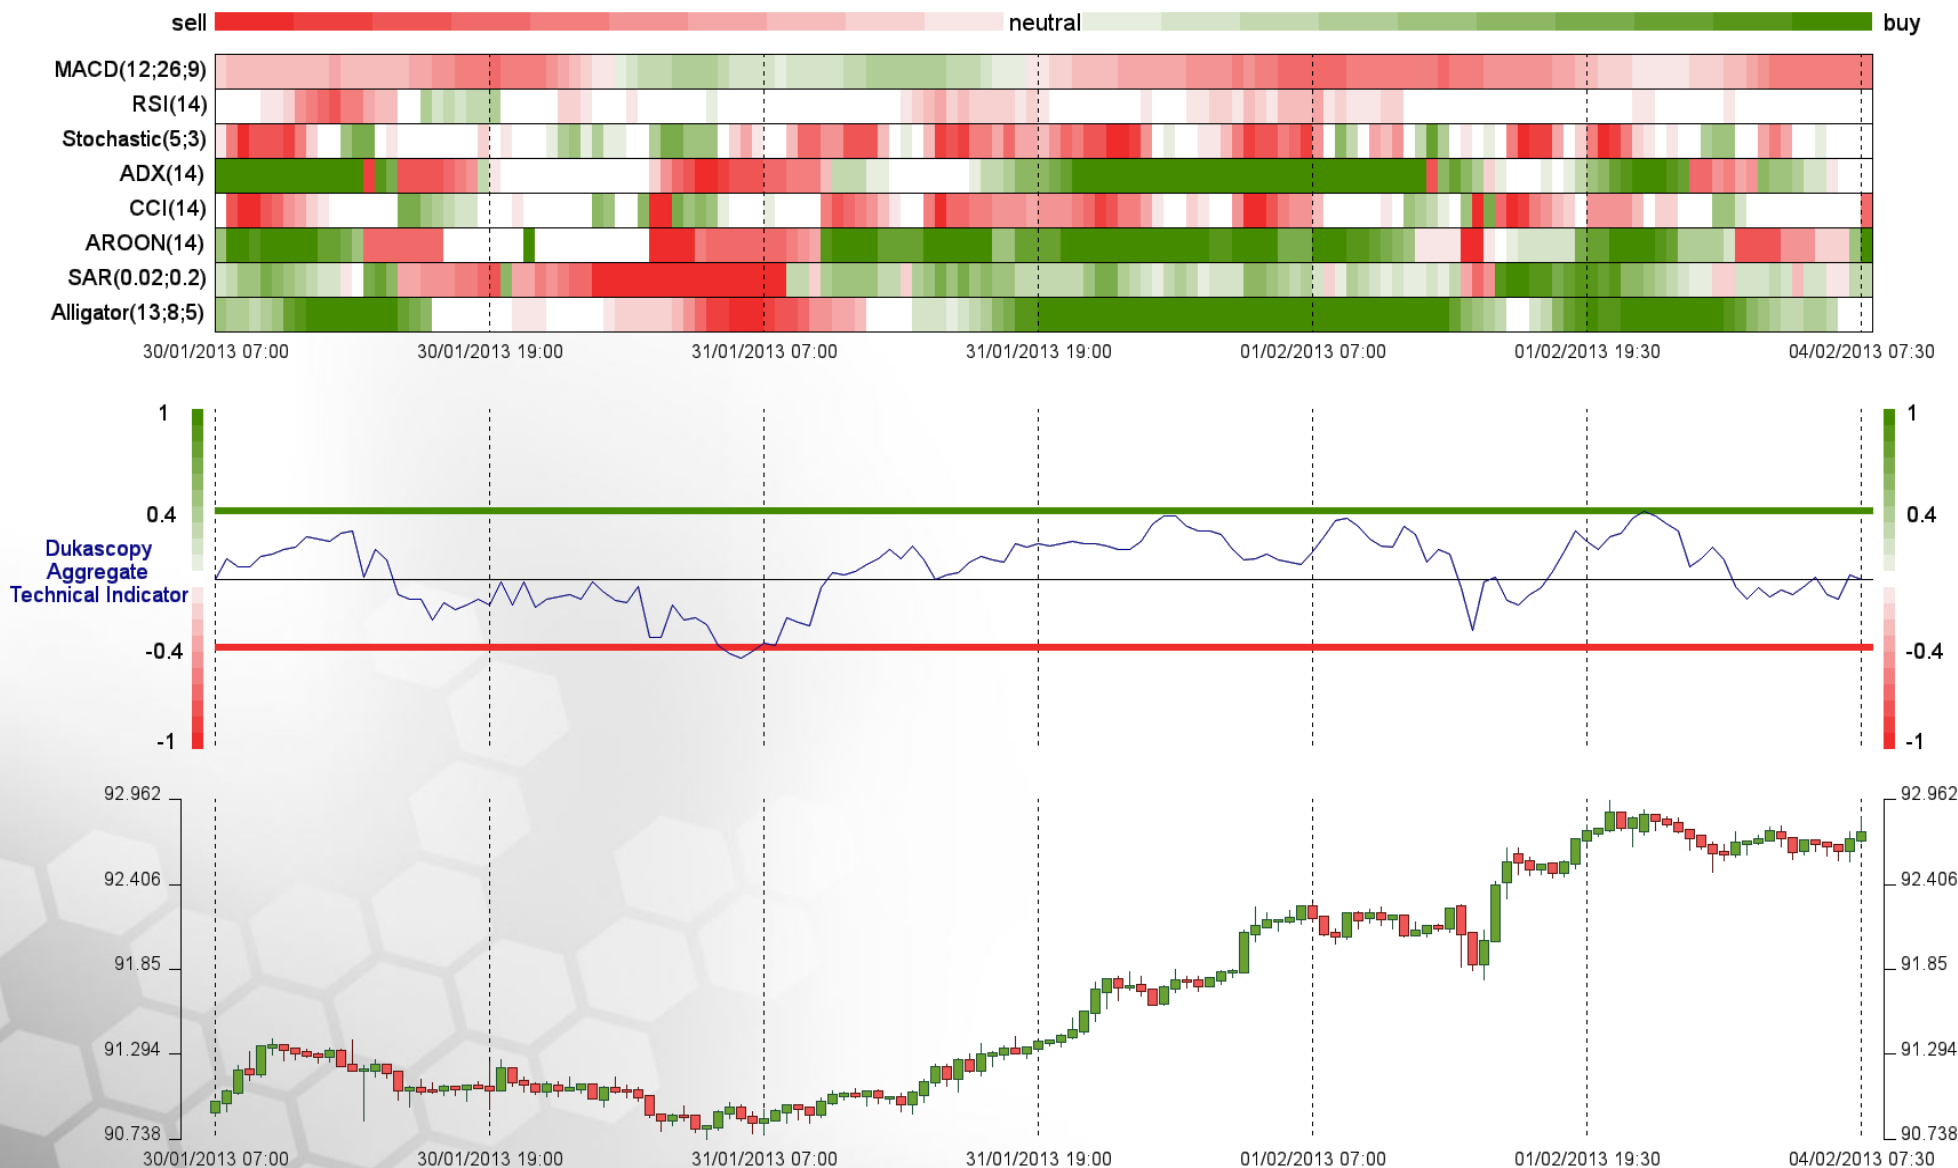 sell neutral buy
MACD(12;26;9)
RSI(14)
Stochastic(5;3)
ADX(14)
CCI(14)
AROON(14)
SAR(0.02;0.2)
Alligator(13;8;5)
30/01/2013 07:00 30/01/2013 19:00 31/01/2013 07:00 31/01/2013 19:00 01/02/2013 07:00 01/02/2013 19:30 04/02/2013 07:30
1 1
0.4 0.4
Dukascopy
Aggregate
Technical Indicator
-0.4 -0.4
-1 -1
92.962 92.962
92.406 92.406
91.85 91.85
91.294 91.294
90.738 90.738
30/01/2013 07:00 30/01/2013 19:00 31/01/2013 07:00 31/01/2013 19:00 01/02/2013 07:00 01/02/2013 19:30 04/02/2013 07:30